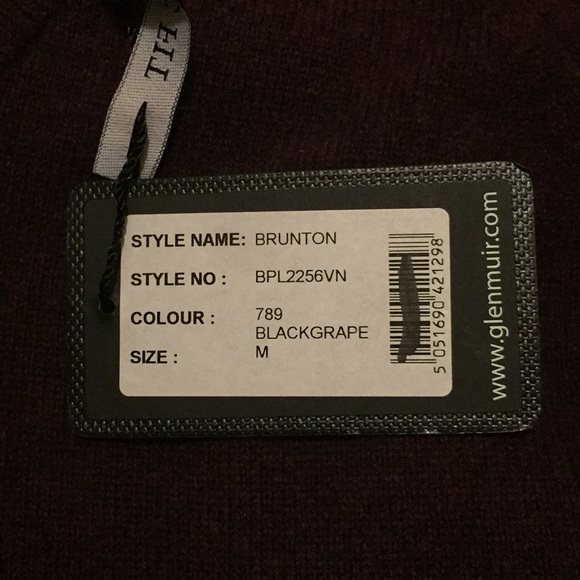 STYLE NAME: BRUNTON
STYLE NO : BPL2256VN
COLOUR : 789
BLACKGRAPE
SIZE : M
5 051690 421298
www.glenmuir.com